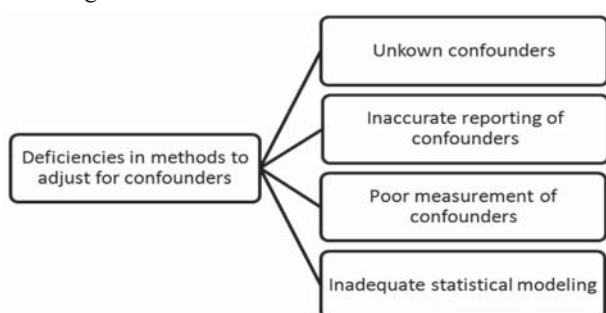 Unkown confounders
Inaccurate reporting of
confounders
Deficiencies in methods to
adjust for confounders
Poor measurement of
confounders
Inadequate statistical modeling